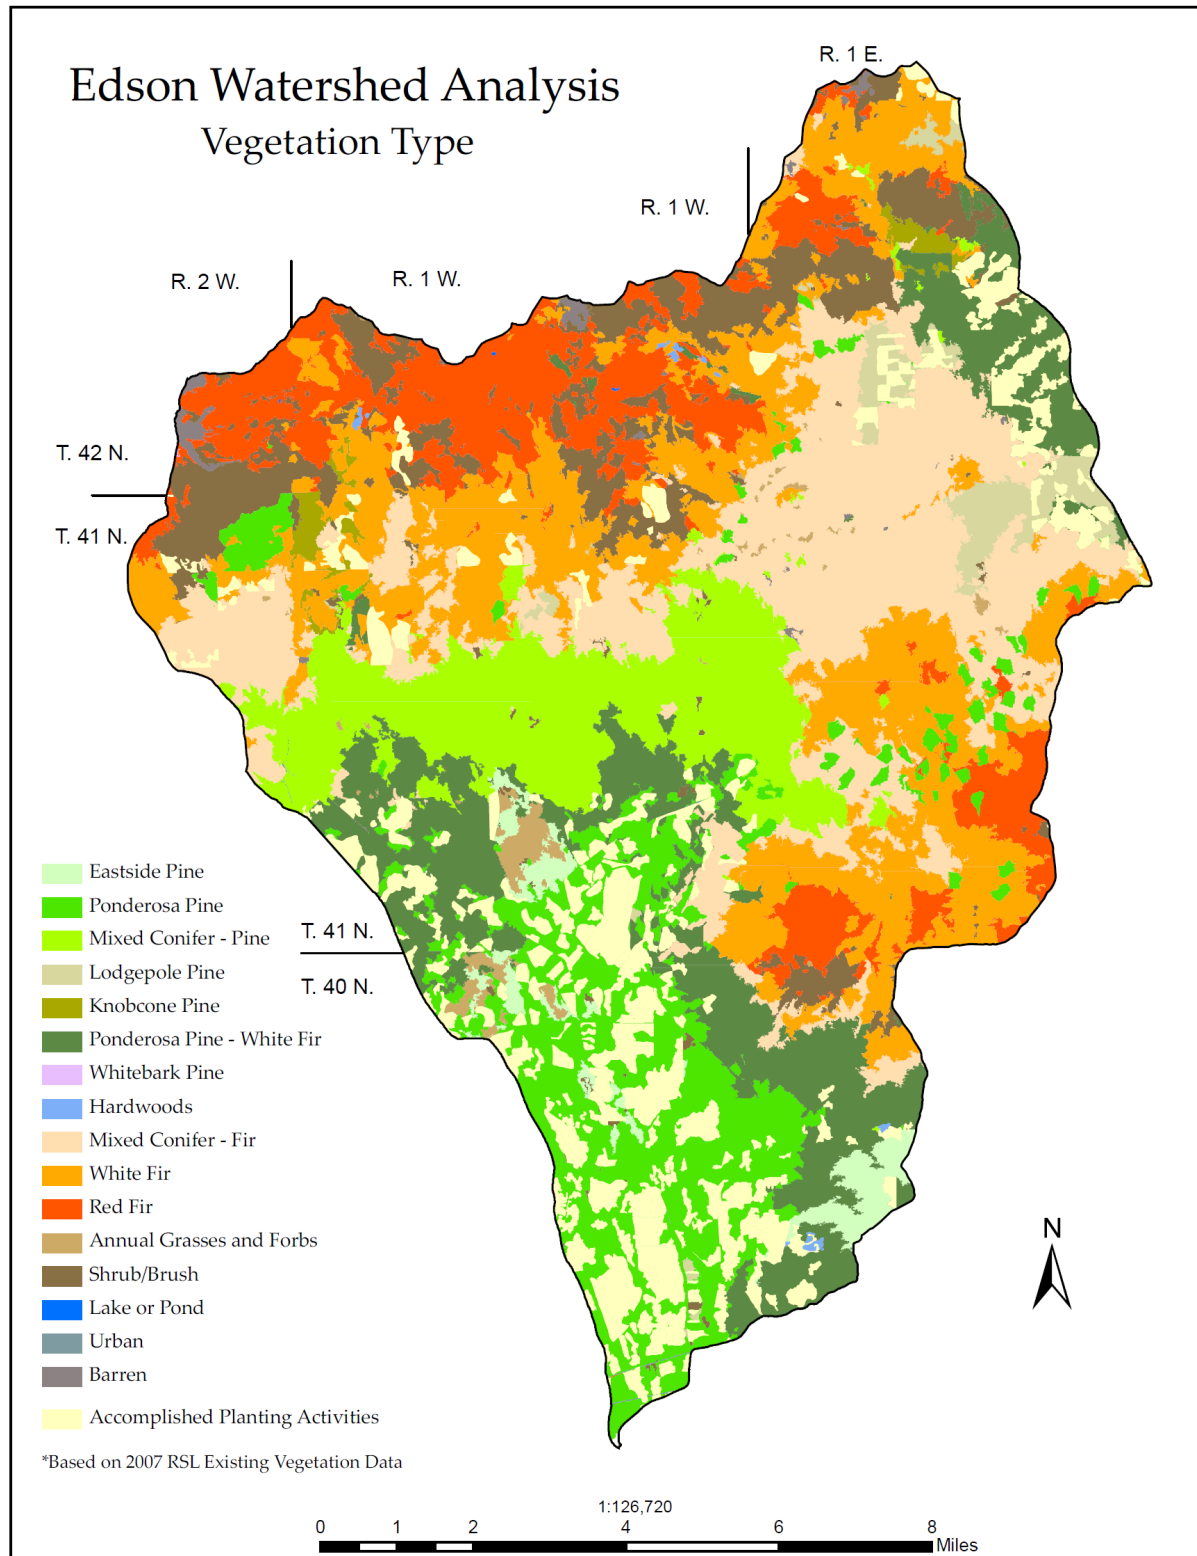 Edson Watershed Analysis
Vegetation Type
R. 1 E.
R. 1 W.
R. 2 W.
R. 1 W.
T. 42 N.
T. 41 N.
Eastside Pine
Ponderosa Pine
Mixed Conifer - Pine
Lodgepole Pine
Knobcone Pine
Ponderosa Pine - White Fir
Whitebark Pine
Hardwoods
Mixed Conifer - Fir
White Fir
Red Fir
Annual Grasses and Forbs
Shrub/Brush
Lake or Pond
Urban
Barren
Accomplished Planting Activities
*Based on 2007 RSL Existing Vegetation Data
T. 41 N.
T. 40 N.
N
1:126,720
0 1 2 4 6 8
Miles